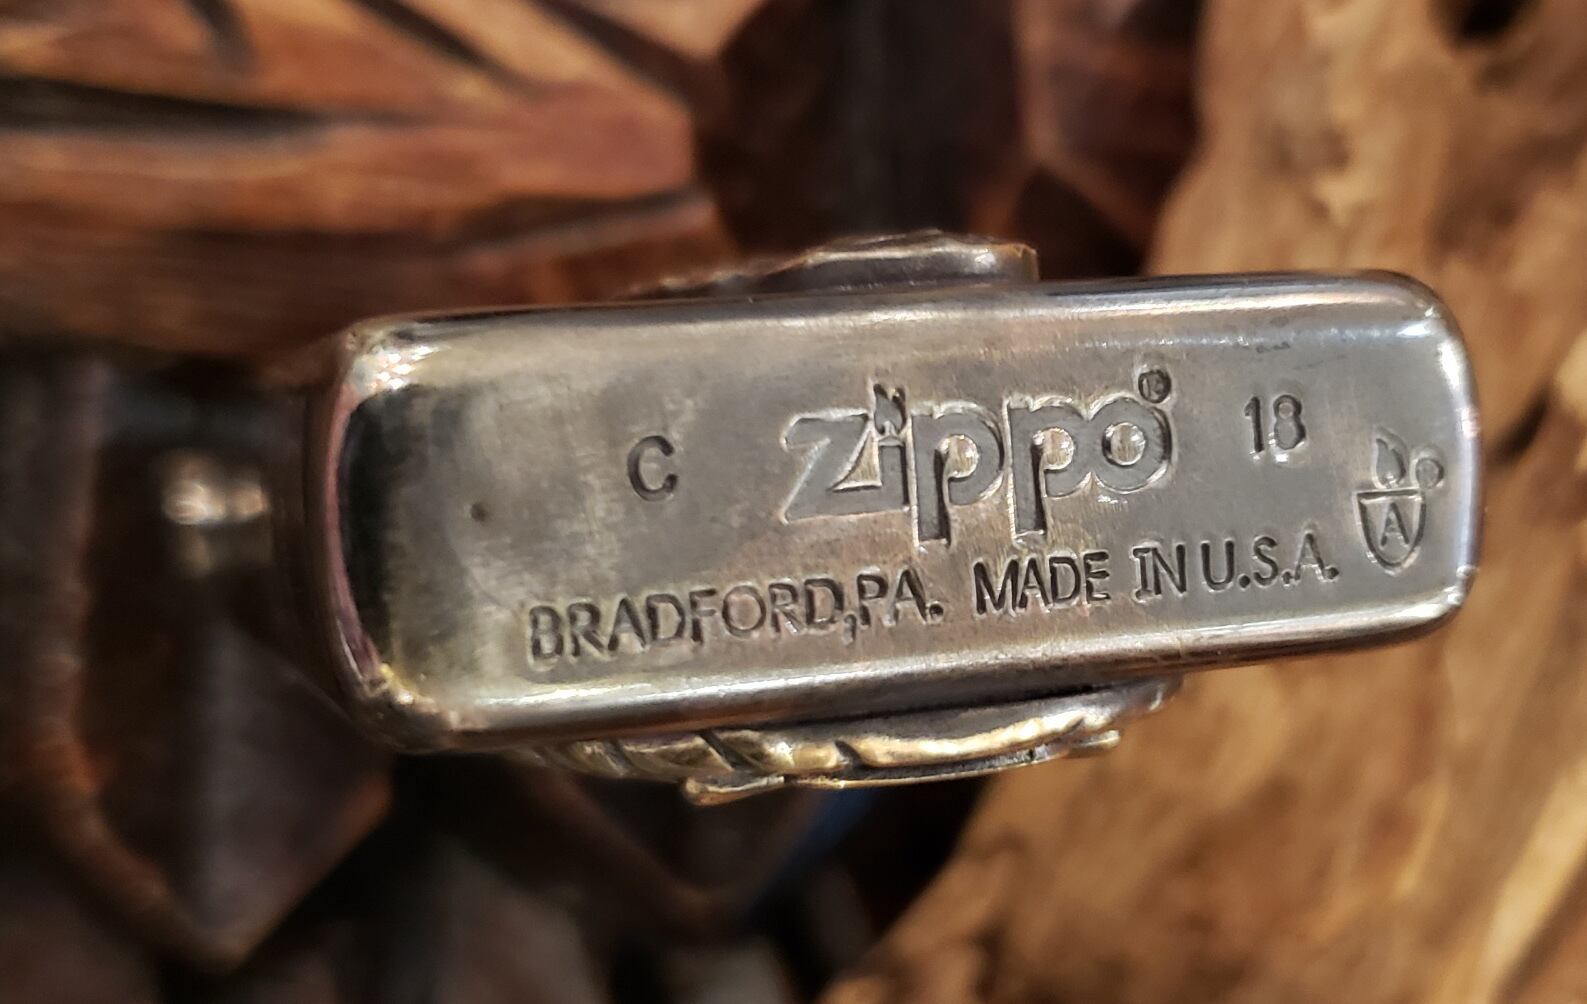 C zippo® 18
A
BRADFORD,PA. MADE IN U.S.A.